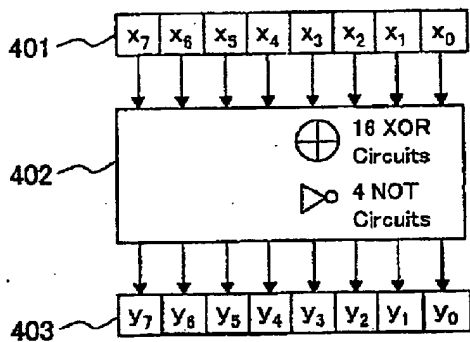 401 x7 x6 x5 x4 x3 x2 x1 x0
16 XOR
Circuits
402
4 NOT
Circuits
403 y7 y6 y5 y4 y3 y2 y1 y0